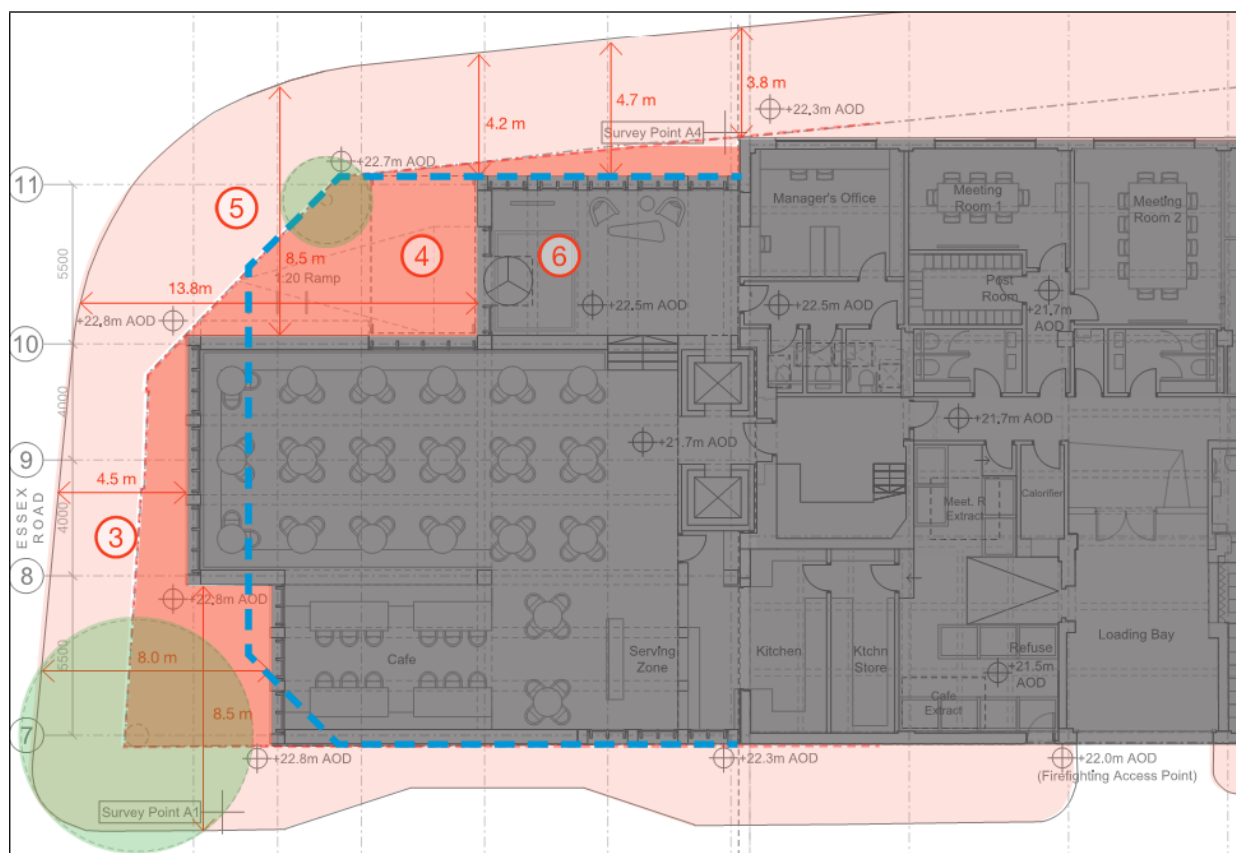 3.8 m
4.7 m
4.2 m
+22.3m AOD
Survey Point A4
+22.7m AOD
11
Manager's Office
Meeting
Room 1
Meeting
Room 2
5
4
6
5500
8.5 m
1:20 Ramp
13.8m
Post
Room
+22.5m AOD
+22.5m AOD
+21.7m
AOD
+22.8m AOD
10
4000
9
+21.7m AOD
+21.7m AOD
4.5 m
ESSEX
ROAD
4000
3
Meet. R
Extract
Calorifier
8
+22.8m AOD
5500
8.0 m
Cafe
Serving
Zone
Kitchen
Ktchn
Store
Refuse
+21.5m
AOD
Loading Bay
Cafe
Extract
8.5 m
7
+22.8m AOD
+22.3m AOD
+22.0m AOD
(Firefighting Access Point)
Survey Point A1